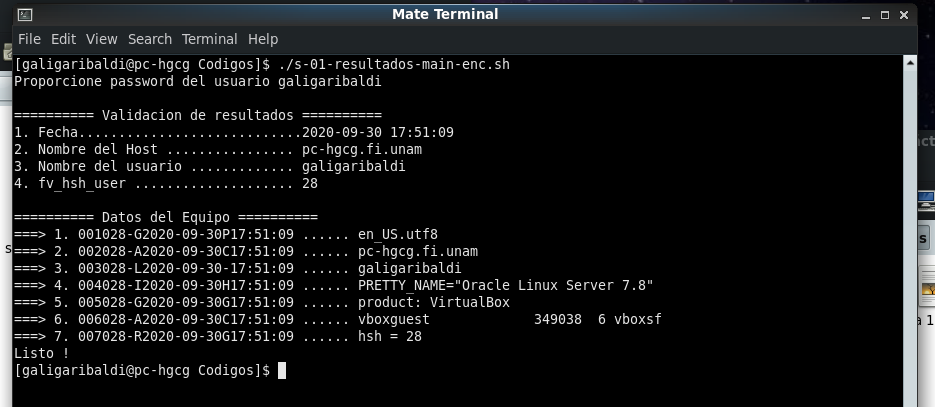 Mate Terminal
File Edit View Search Terminal Help
[galigaribaldi@pc-hgcg Codigos]$ ./s-01-resultados-main-enc.sh
Proporcione password del usuario galigaribaldi
========== Validacion de resultados ==========
1. Fecha............................2020-09-30 17:51:09
2. Nombre del Host ................ pc-hgcg.fi.unam
3. Nombre del usuario ............. galigaribaldi
4. fv_hsh_user .................... 28
========== Datos del Equipo ==========
===> 1. 001028-G2020-09-30P17:51:09 ...... en_US.utf8
===> 2. 002028-A2020-09-30C17:51:09 ...... pc-hgcg.fi.unam
===> 3. 003028-L2020-09-30-17:51:09 ...... galigaribaldi
===> 4. 004028-I2020-09-30H17:51:09 ...... PRETTY_NAME="Oracle Linux Server 7.8"
===> 5. 005028-G2020-09-30G17:51:09 ...... product: VirtualBox
===> 6. 006028-A2020-09-30C17:51:09 ...... vboxguest             349038  6 vboxsf
===> 7. 007028-R2020-09-30G17:51:09 ...... hsh = 28
Listo !
[galigaribaldi@pc-hgcg Codigos]$